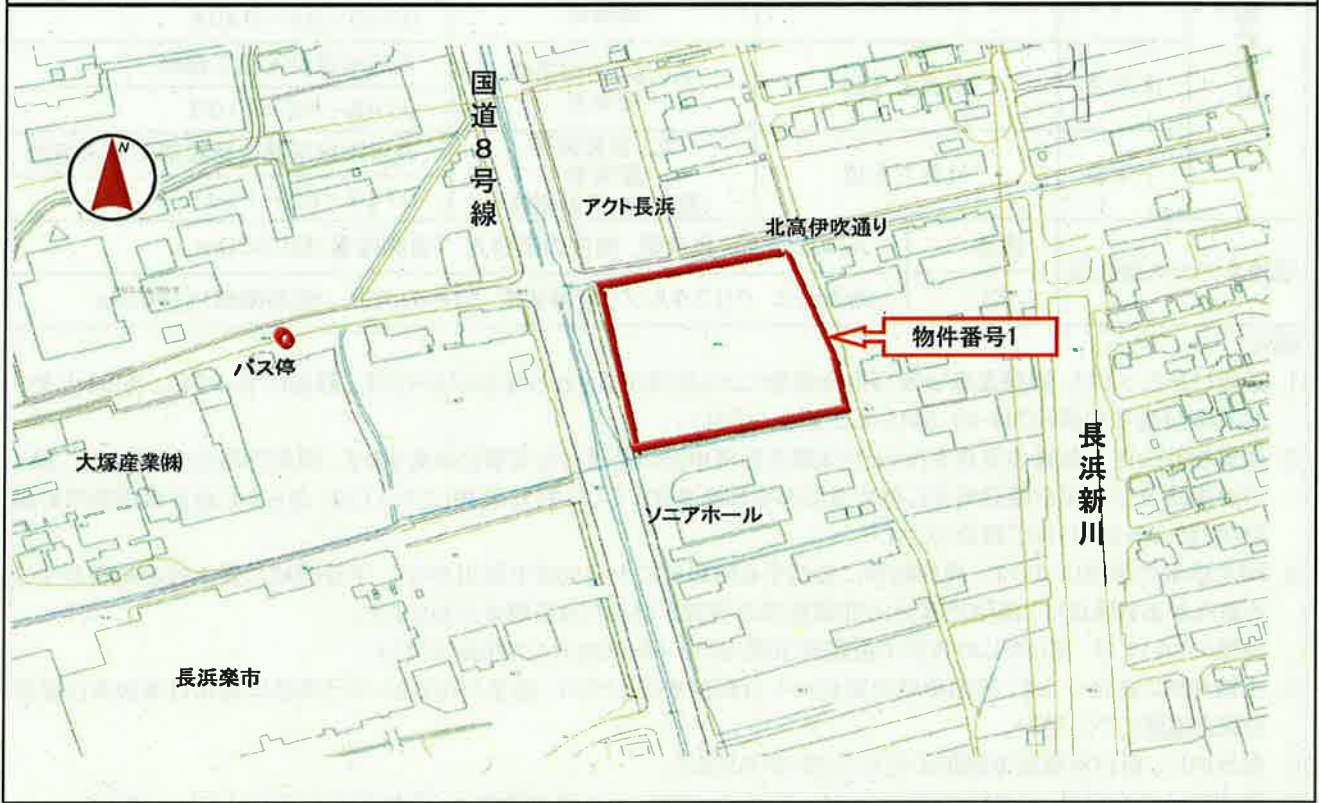 国道8号線
N
アクト長浜
北高伊吹通り
物件番号1
バス停
大塚産業㈱
ソニアホール
長浜新川
長浜楽市